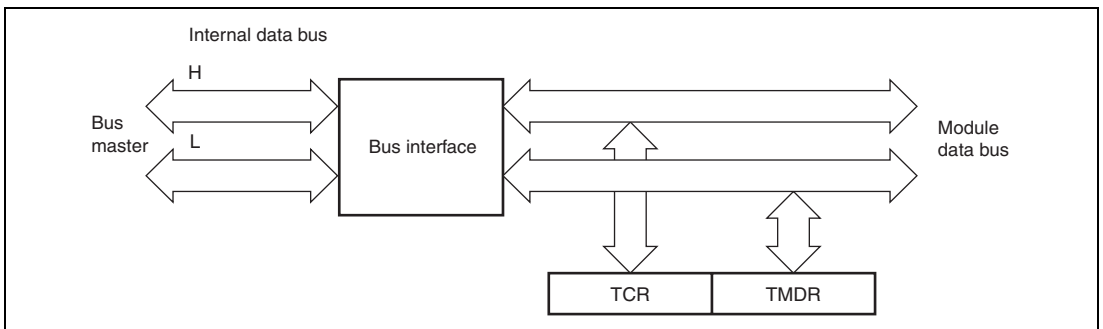 Internal data bus
H
Bus
master
L
Bus interface
Module
data bus
TCR
TMDR